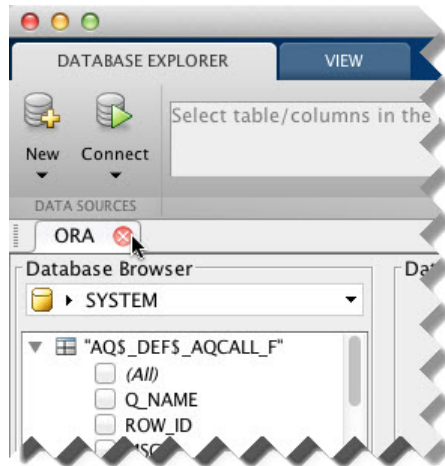 DATABASE EXPLORER VIEW
Select table/columns in the
New Connect
DATA SOURCES
ORA
Database Browser
SYSTEM
"AQ$_DEF$_AQCALL_F"
(All)
Q_NAME
ROW_ID